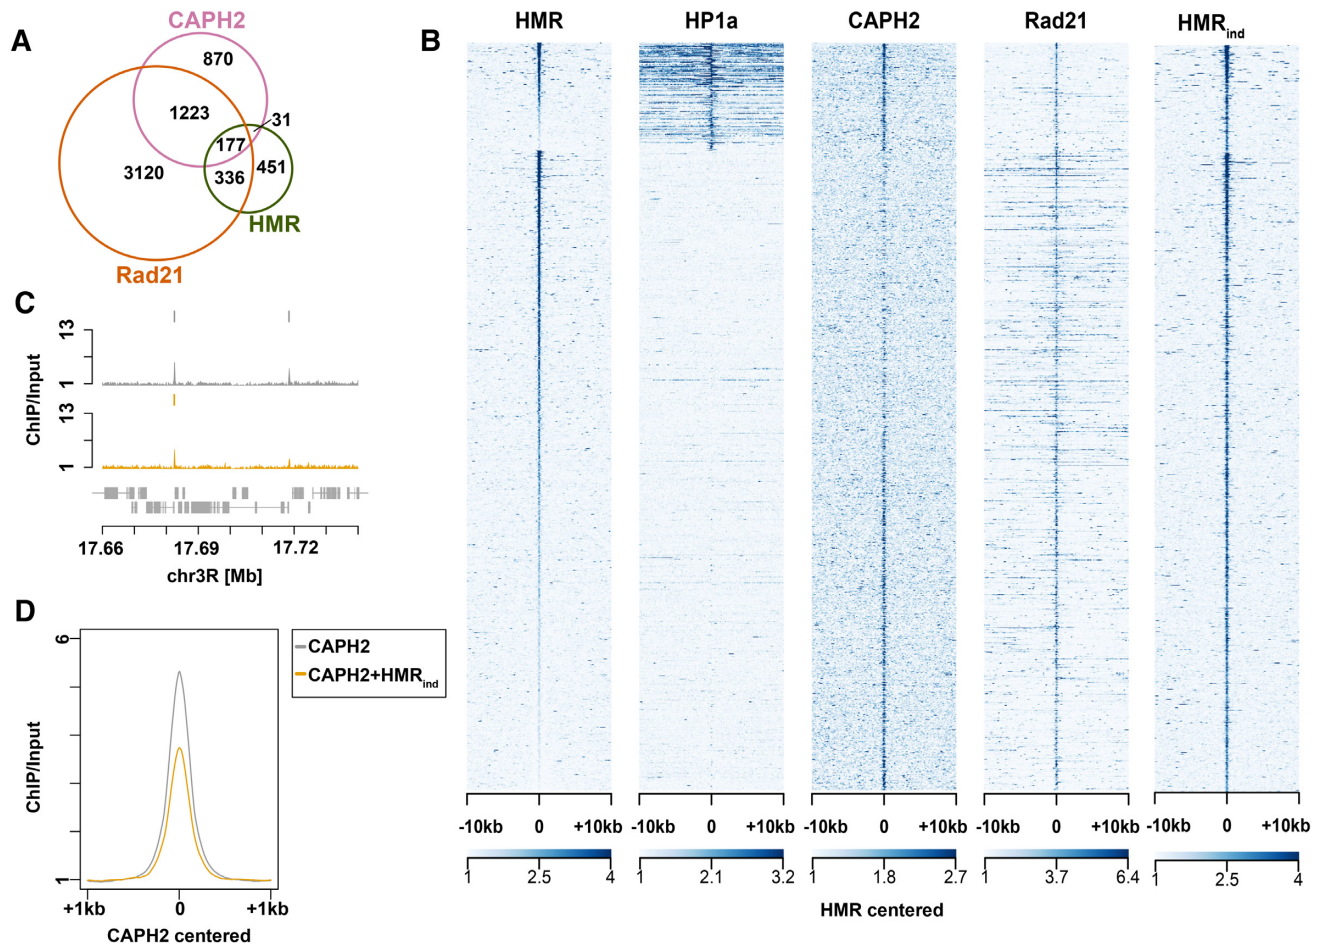 A
CAPH2
870
1223
31
177
3120
336
451
HMR
Rad21
B
HMR
HP1a
CAPH2
Rad21
HMRind
-10kb 0 +10kb
-10kb 0 +10kb
-10kb 0 +10kb
-10kb 0 +10kb
-10kb 0 +10kb
1 2.5 4
1 2.1 3.2
1 1.8 2.7
1 3.7 6.4
1 2.5 4
HMR centered
C
ChIP/Input
13
1
13
1
17.66 17.69 17.72
chr3R [Mb]
D
6
1
ChIP/Input
CAPH2
CAPH2+HMRind
+1kb 0 +1kb
CAPH2 centered